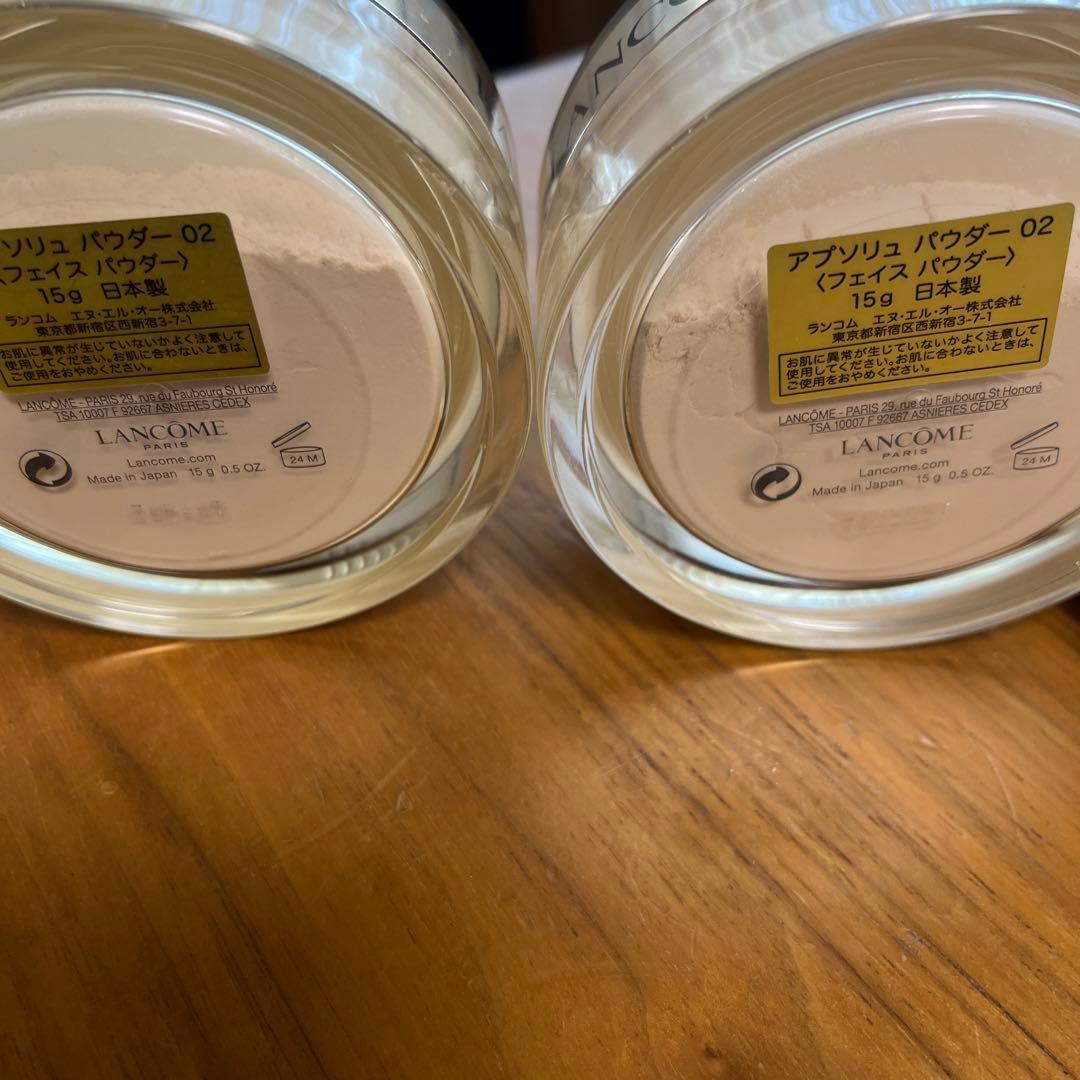 ANC
ソリュ パウダー 02
〈フェイス パウダー〉
15g 日本製
ランコム エヌ・エル・オー株式会社
東京都新宿区西新宿3-7-1
お肌に異常が生じていないかよく注意して
使用してください。お肌に合わないときは、
ご使用をおやめください。
LANCÔME - PARIS 29, rue du Faubourg St Honoré
TSA 10007 F 92667 ASNIERES CEDEX
LANCÔME
PARIS
Lancome.com
Made in Japan 15 g 0.5 OZ.
24 M
アプソリュ パウダー 02
〈フェイス パウダー〉
15g 日本製
ランコム エヌ・エル・オー株式会社
東京都新宿区西新宿3-7-1
お肌に異常が生じていないかよく注意して
使用してください。お肌に合わないときは、
ご使用をおやめください。
LANCÔME - PARIS 29, rue du Faubourg St Honoré
TSA 10007 F 92667 ASNIERES CEDEX
LANCÔME
PARIS
Lancome.com
Made in Japan 15 g 0.5 OZ.
24 M